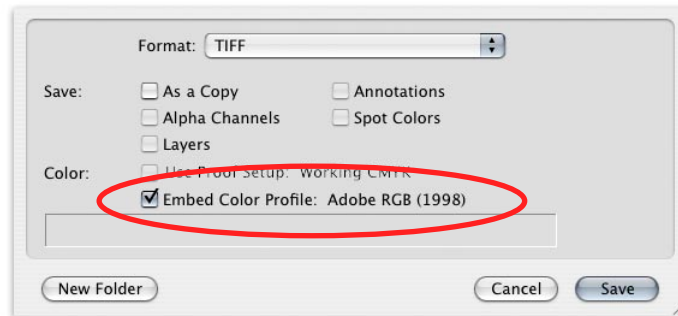 Format: TIFF
Save: As a Copy Annotations
Alpha Channels Spot Colors
Layers
Color: Use Proof Setup: Working CMYK
Embed Color Profile: Adobe RGB (1998)
New Folder Cancel Save